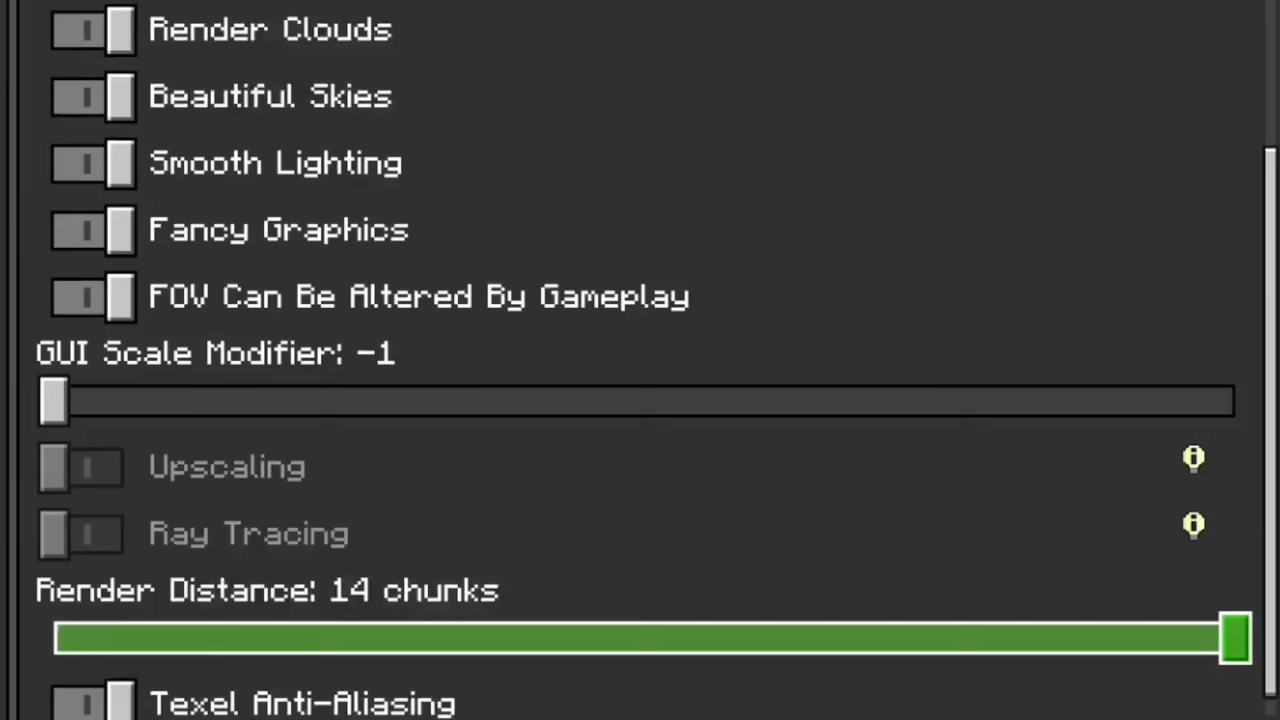 Render Clouds
Beautiful Skies
Smooth Lighting
Fancy Graphics
FOV Can Be Altered By Gameplay
GUI Scale Modifier: -1
Upscaling
Ray Tracing
Render Distance: 14 chunks
Texel Anti-Aliasing